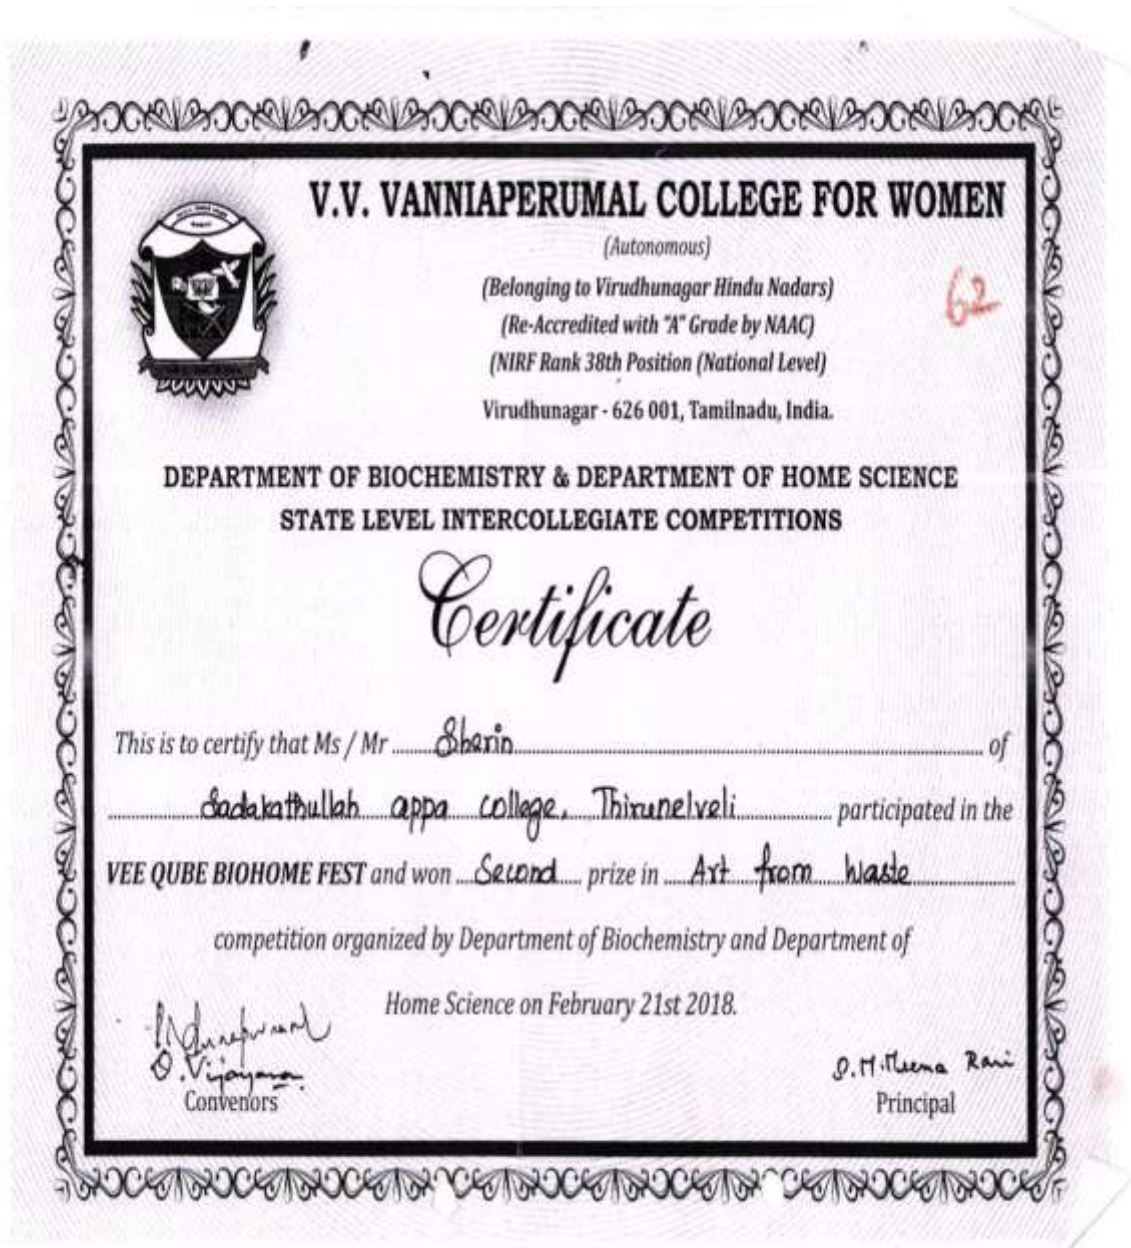 V.V. VANNIAPERUMAL COLLEGE FOR WOMEN
(Autonomous)
(Belonging to Virudhunagar Hindu Nadars)
62
(Re-Accredited with "A" Grade by NAAC)
(NIRF Rank 38th Position (National Level)
Virudhunagar - 626 001, Tamilnadu, India.
DEPARTMENT OF BIOCHEMISTRY & DEPARTMENT OF HOME SCIENCE
STATE LEVEL INTERCOLLEGIATE COMPETITIONS
Certificate
This is to certify that Ms / Mr Sherin of
Sadakathullah appa college, Thirunelveli participated in the
VEE QUBE BIOHOME FEST and won Second prize in Art from Waste
competition organized by Department of Biochemistry and Department of
Home Science on February 21st 2018.
Convenors
Principal